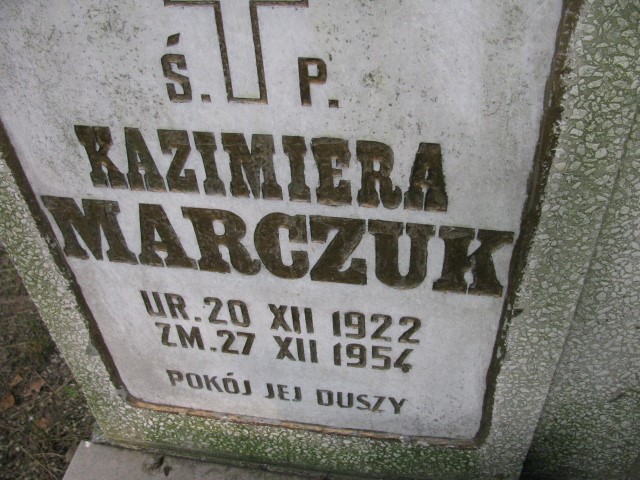 Ś. P.
KAZIMIERA
MARCZUK
UR. 20 XII 1922
ZM. 27 XII 1954
POKÓJ JEJ DUSZY